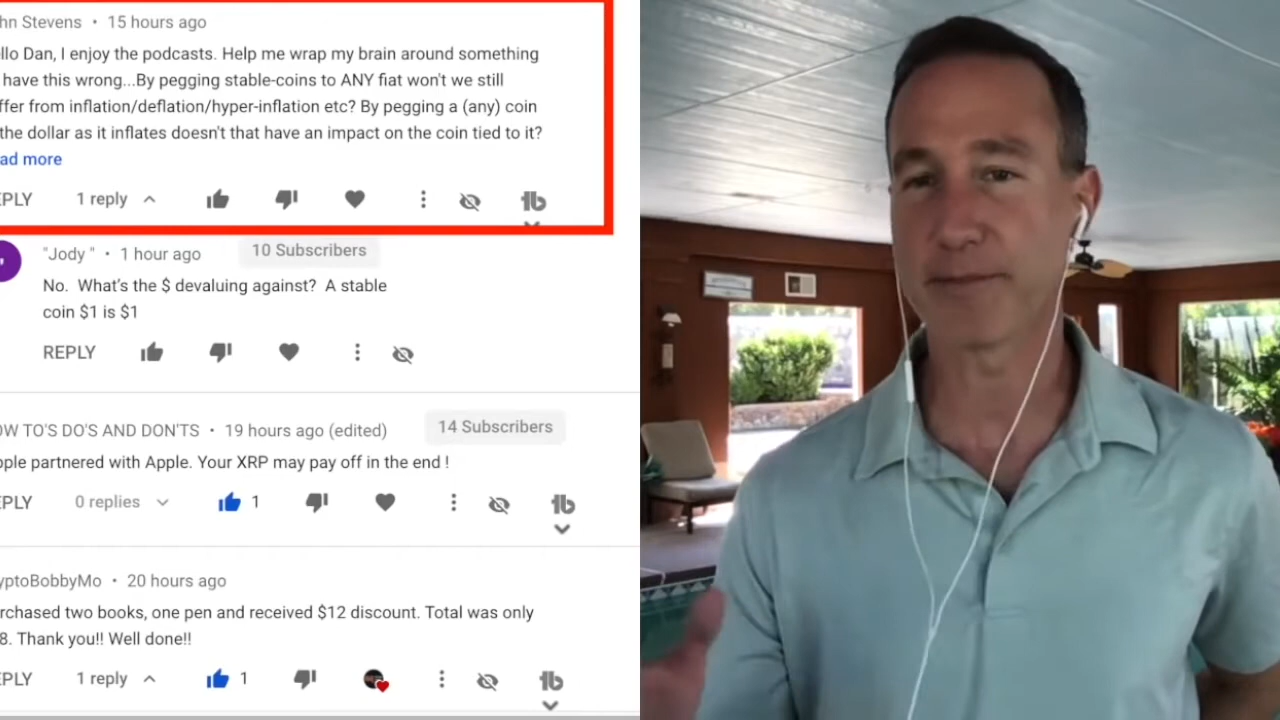 hn Stevens • 15 hours ago
llo Dan, I enjoy the podcasts. Help me wrap my brain around something
have this wrong...By pegging stable-coins to ANY fiat won't we still
ffer from inflation/deflation/hyper-inflation etc? By pegging a (any) coin
the dollar as it inflates doesn't that have an impact on the coin tied to it?
ad more
EPLY 1 reply
"Jody " • 1 hour ago 10 Subscribers
No. What's the $ devaluing against? A stable
coin $1 is $1
REPLY
OW TO'S DO'S AND DON'TS • 19 hours ago (edited) 14 Subscribers
pple partnered with Apple. Your XRP may pay off in the end !
EPLY 0 replies 1
yptoBobbyMo • 20 hours ago
rchased two books, one pen and received $12 discount. Total was only
8. Thank you!! Well done!!
EPLY 1 reply 1